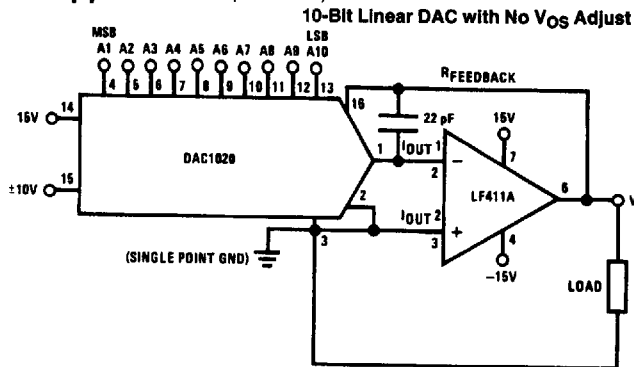 10-Bit Linear DAC with No VOS Adjust
MSB
LSB
A1 A2 A3 A4 A5 A6 A7 A8 A9 A10
4 5 6 7 8 9 10 11 12 13
RFEEDBACK
16
22 pF
15V 14
DAC1020
±10V 15
1
IOUT 1
2
15V
7
LF411A
6
V
2
IOUT 2
3
4
-15V
(SINGLE POINT GND)
3
LOAD